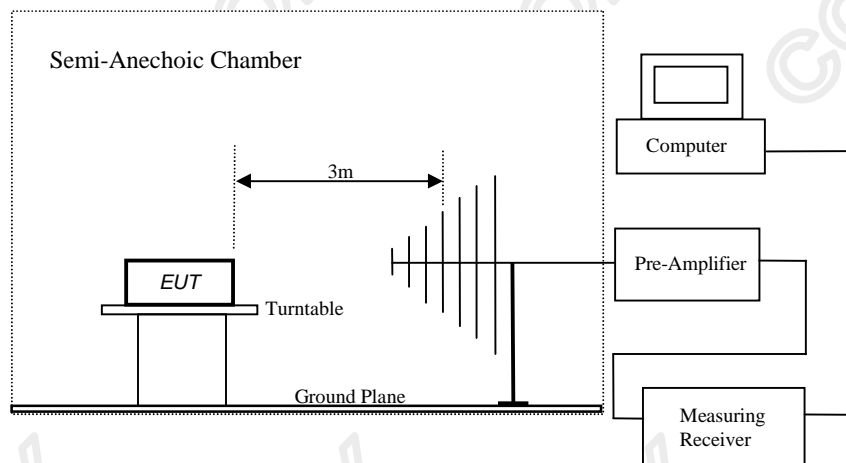 Semi-Anechoic Chamber
3m
EUT
Turntable
Ground Plane
Computer
Pre-Amplifier
Measuring
Receiver